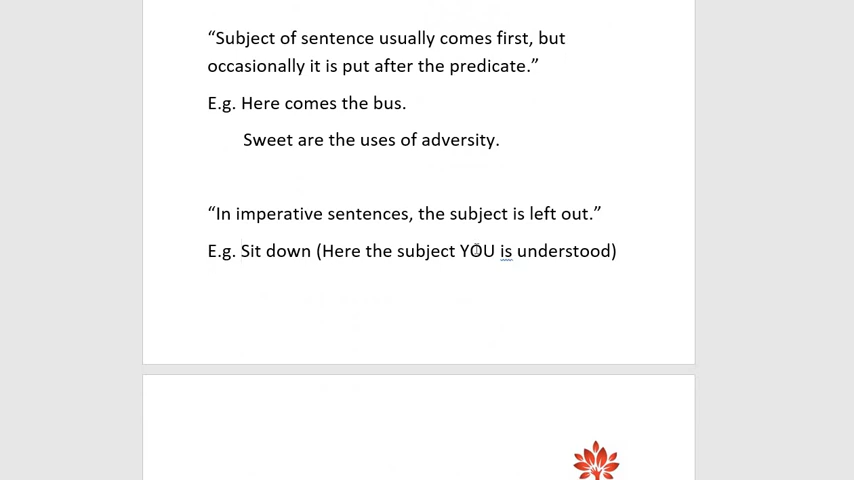 “Subject of sentence usually comes first, but
occasionally it is put after the predicate.”
E.g. Here comes the bus.
Sweet are the uses of adversity.
“In imperative sentences, the subject is left out.”
E.g. Sit down (Here the subject YOU is understood)